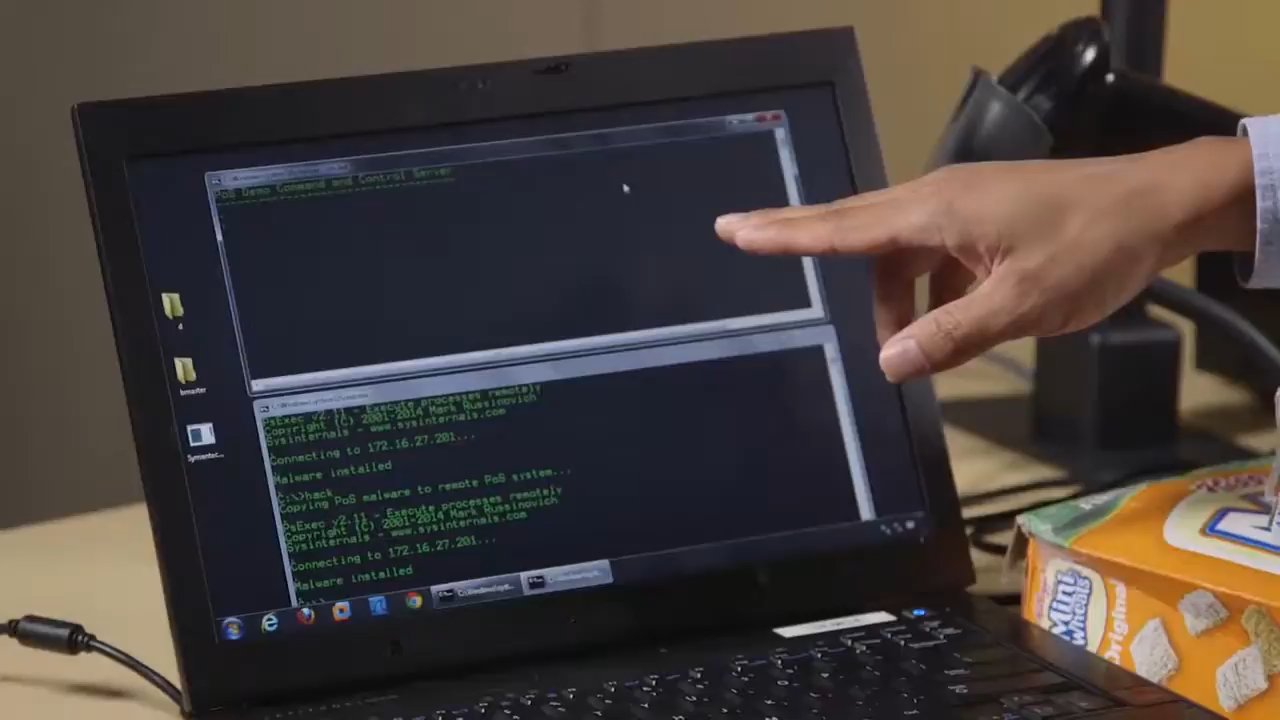 PoS Demo Command and Control Server
4
bmaster
Symantec...
PsExec v2.11 - Execute processes remotely
Copyright (C) 2001-2014 Mark Russinovich
Sysinternals - www.sysinternals.com
Connecting to 172.16.27.201...
Malware installed
C:\>hack
Copying PoS malware to remote PoS system...
PsExec v2.11 - Execute processes remotely
Copyright (C) 2001-2014 Mark Russinovich
Sysinternals - www.sysinternals.com
Connecting to 172.16.27.201...
Malware installed
Mini
Wheats
Original